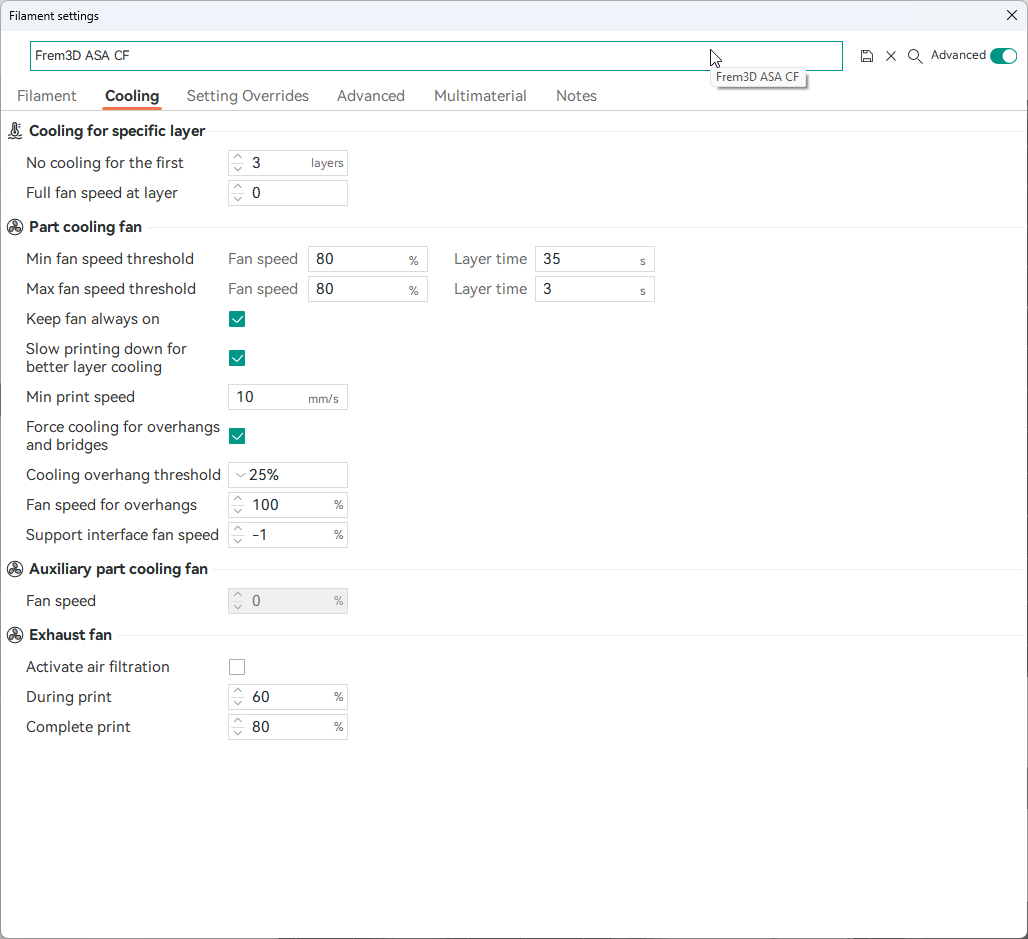 Filament settings
Frem3D ASA CF
Advanced
Frem3D ASA CF
Filament Cooling Setting Overrides Advanced Multimaterial Notes
Cooling for specific layer
No cooling for the first 3 layers
Full fan speed at layer 0
Part cooling fan
Min fan speed threshold Fan speed 80 % Layer time 35 s
Max fan speed threshold Fan speed 80 % Layer time 3 s
Keep fan always on
Slow printing down for
better layer cooling
Min print speed 10 mm/s
Force cooling for overhangs
and bridges
Cooling overhang threshold 25%
Fan speed for overhangs 100 %
Support interface fan speed -1 %
Auxiliary part cooling fan
Fan speed 0 %
Exhaust fan
Activate air filtration
During print 60 %
Complete print 80 %